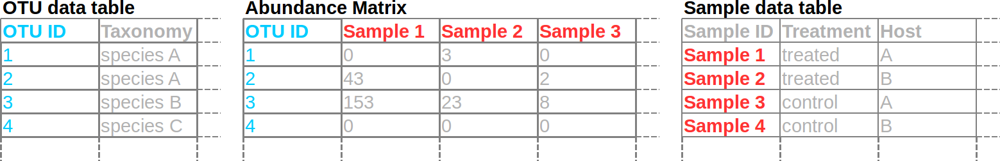 OTU data table
OTU ID Taxonomy
1 species A
2 species A
3 species B
4 species C
Abundance Matrix
OTU ID Sample 1 Sample 2 Sample 3
1 0 3 0
2 43 0 2
3 153 23 8
4 0 0 0
Sample data table
Sample ID Treatment Host
Sample 1 treated A
Sample 2 treated B
Sample 3 control A
Sample 4 control B